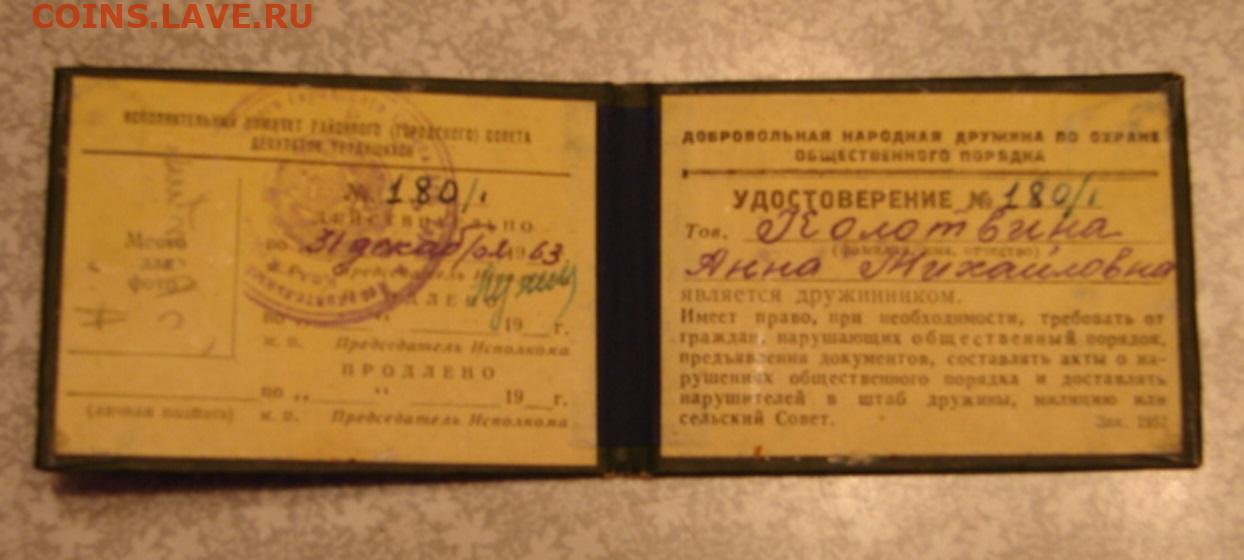 COINS.LAVE.RU
ИСПОЛНИТЕЛЬНЫЙ КОМИТЕТ РАЙОННОГО (ГОРОДСКОГО) СОВЕТА
ДЕПУТАТОВ ТРУДЯЩИХСЯ
№ 180/1
ДЕЙСТВИТЕЛЬНО
по 31 декабря 1963
Председатель
Место
для
фото
ПРОДЛЕНО
по „ “ 19 г.
м. п. Председатель Исполкома
ПРОДЛЕНО
по „ “ 19 г.
(личная подпись) м. п. Председатель Исполкома
ДОБРОВОЛЬНАЯ НАРОДНАЯ ДРУЖИНА ПО ОХРАНЕ
ОБЩЕСТВЕННОГО ПОРЯДКА
УДОСТОВЕРЕНИЕ № 180/1
Тов. Колотвина
(фамилия, имя, отчество)
Анна Михайловна
является дружинником.
Имеет право, при необходимости, требовать от
граждан, нарушающих общественный порядок,
предъявления документов, составлять акты о на-
рушениях общественного порядка и доставлять
нарушителей в штаб дружины, милицию или
сельский Совет.
Зак. 1952